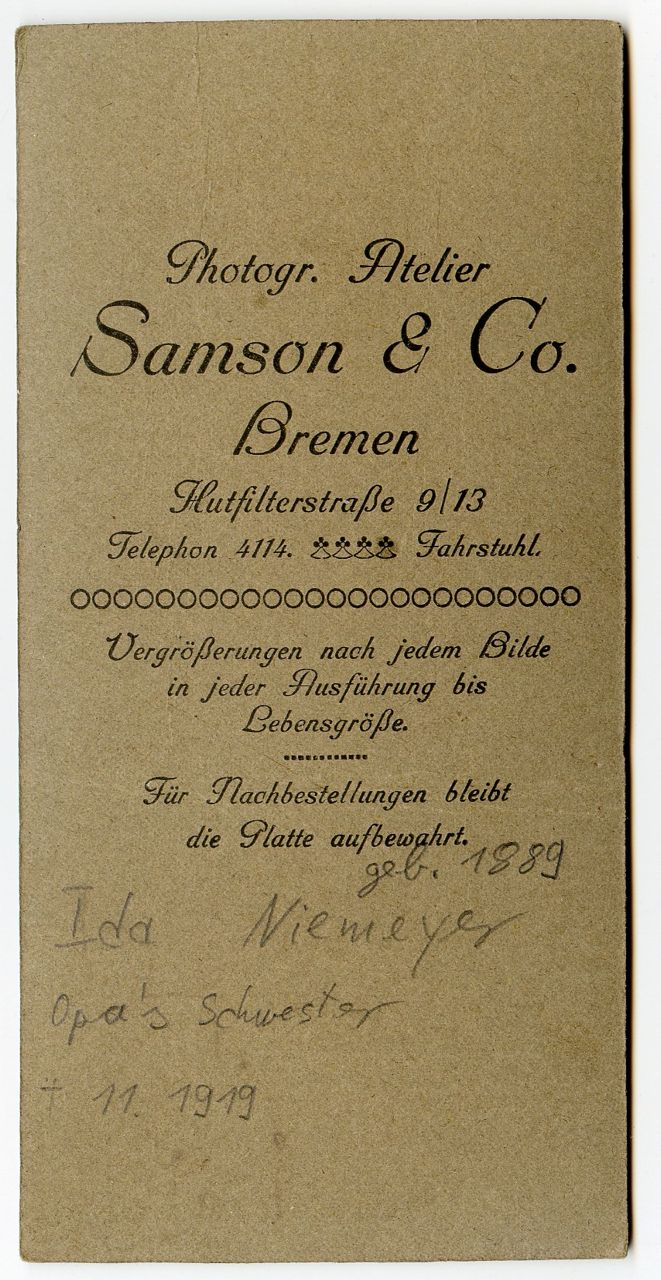 Photogr. Atelier
Samson & Co.
Bremen
Hutfilterstraße 9/13
Telephon 4114. Fahrstuhl.
Vergrößerungen nach jedem Bilde
in jeder Ausführung bis
Lebensgröße.
Für Nachbestellungen bleibt
die Platte aufbewahrt.
geb. 1889
Ida Niemeyer
Opa's Schwester
† 11. 1919